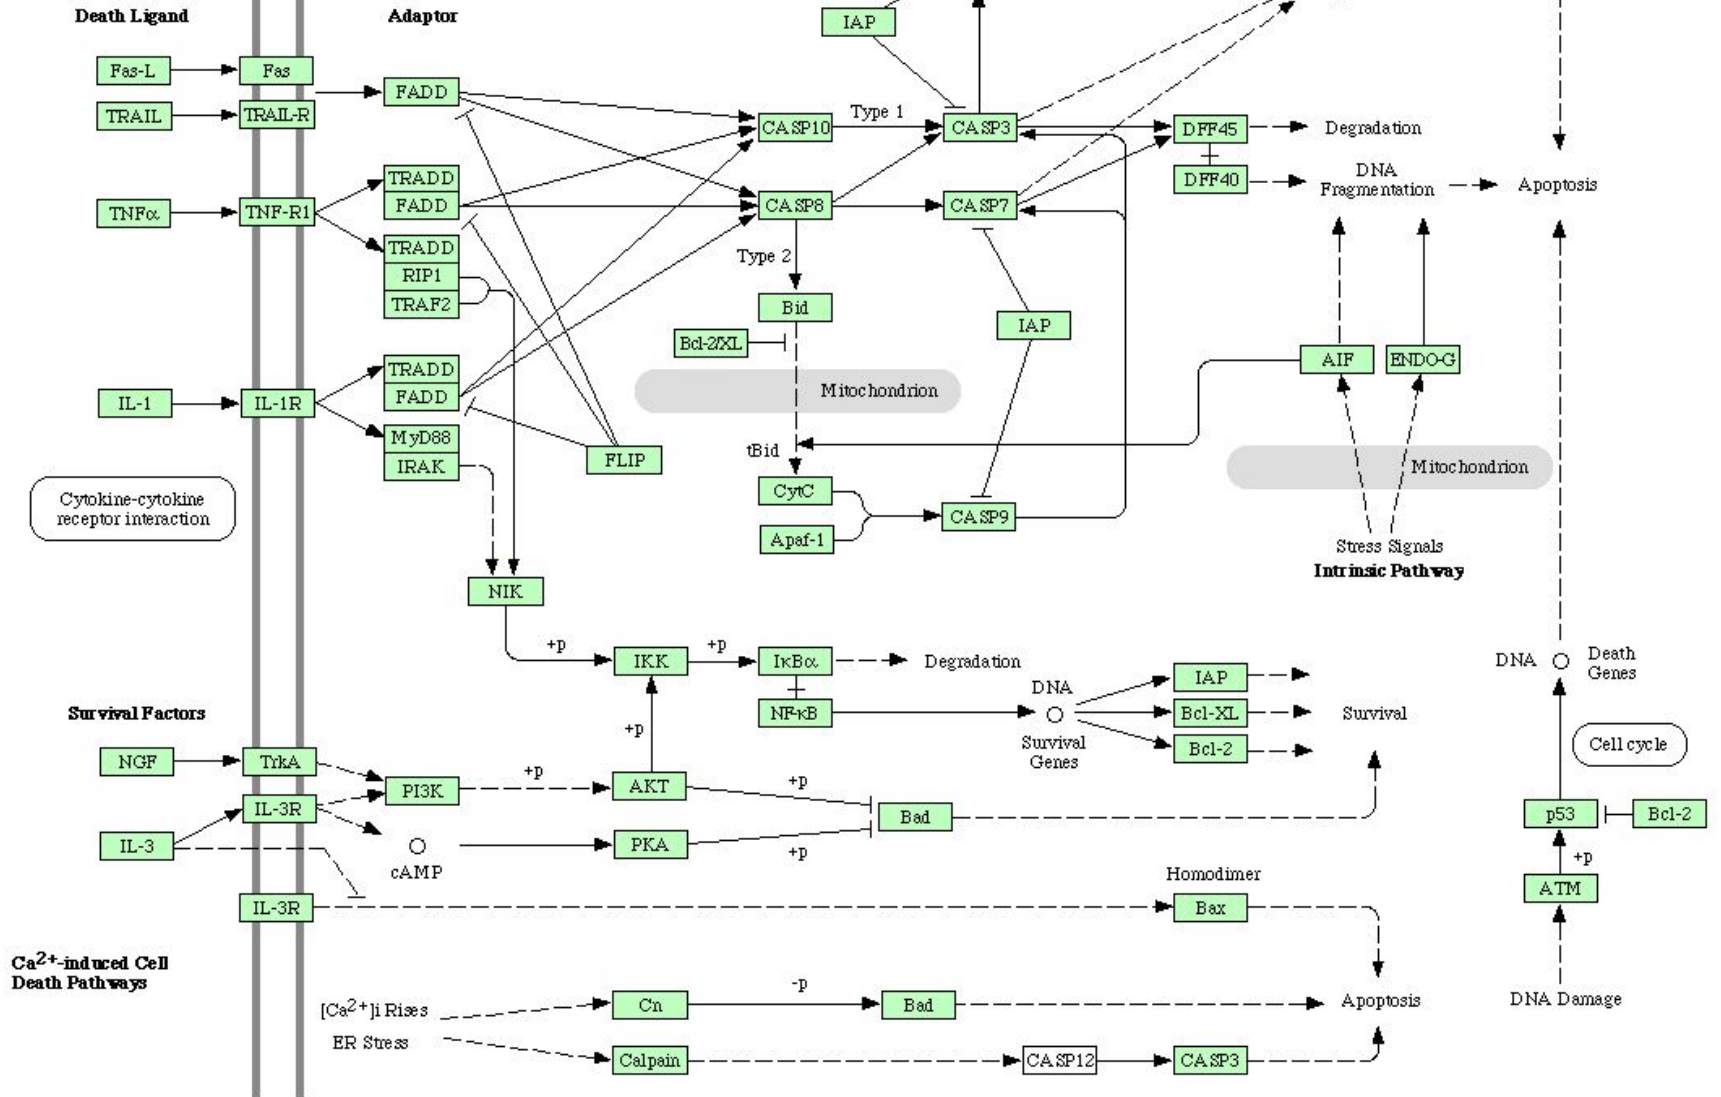 Death Ligand
Adaptor
IAP
Fas-L
Fas
FADD
TRAIL
TRAIL-R
CASP10
Type 1
CASP3
DFF45
Degradation
DNA
Fragmentation
DFF40
Apoptosis
TRADD
FADD
TNFα
TNF-R1
CASP8
CASP7
TRADD
RIP1
TRAF2
Type 2
Bid
IAP
Bcl-2/XL
AIF
ENDO-G
TRADD
FADD
Mitochondrion
IL-1
IL-1R
MyD88
IRAK
FLIP
tBid
Mitochondrion
CytC
CASP9
Apaf-1
Cytokine-cytokine
receptor interaction
Stress Signals
Intrinsic Pathway
NIK
+p
IKK
+p
IκBα
Degradation
DNA
Death
Genes
DNA
IAP
NF-κB
Bcl-XL
Survival
Survival
Genes
Bcl-2
Survival Factors
+p
Cell cycle
NGF
TrkA
PI3K
+p
AKT
+p
IL-3R
Bad
p53
Bcl-2
IL-3
cAMP
PKA
+p
+p
Homodimer
ATM
IL-3R
Bax
Ca2+-induced Cell
Death Pathways
-p
[Ca2+]i Rises
Cn
Bad
Apoptosis
DNA Damage
ER Stress
Calpain
CASP12
CASP3